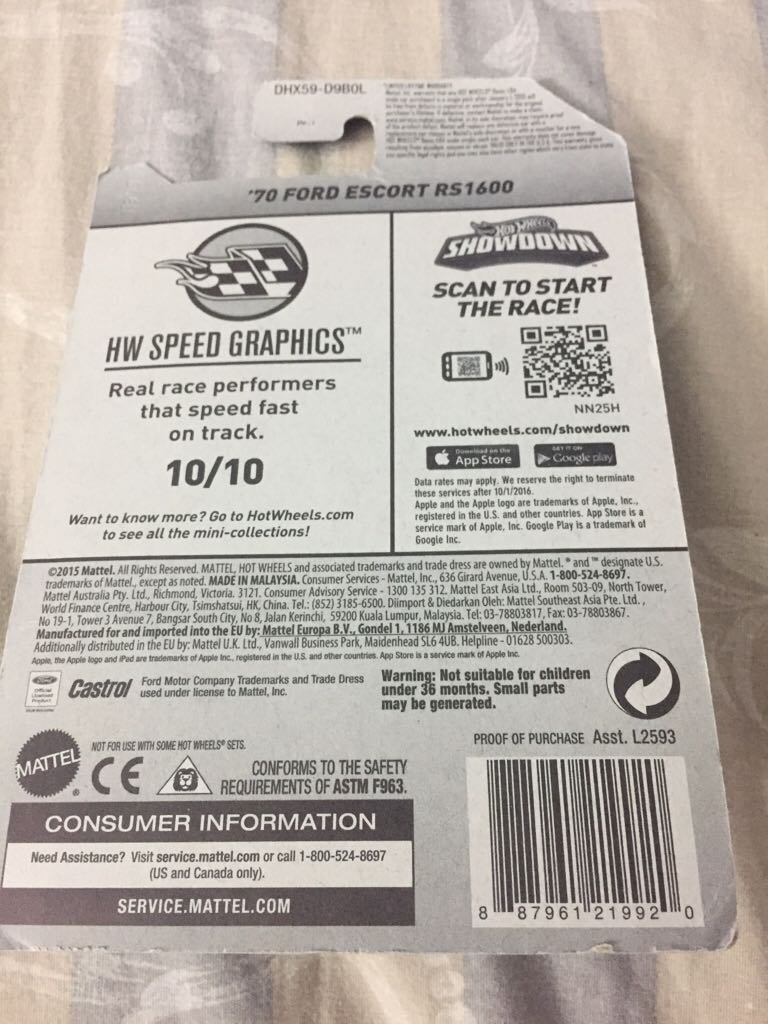 DHX59-D9B0L
'70 FORD ESCORT RS1600
HW SPEED GRAPHICS™
Real race performers
that speed fast
on track.
10/10
Want to know more? Go to HotWheels.com
to see all the mini-collections!
HOT WHEELS
SHOWDOWN™
SCAN TO START
THE RACE!
NN25H
www.hotwheels.com/showdown
Download on the
App Store
GET IT ON
Google play
Data rates may apply. We reserve the right to terminate
these services after 10/1/2016.
Apple and the Apple logo are trademarks of Apple, Inc.,
registered in the U.S. and other countries. App Store is a
service mark of Apple, Inc. Google Play is a trademark of
Google Inc.
©2015 Mattel. All Rights Reserved. MATTEL, HOT WHEELS and associated trademarks and trade dress are owned by Mattel. ® and ™ designate U.S.
trademarks of Mattel, except as noted. MADE IN MALAYSIA. Consumer Services - Mattel, Inc., 636 Girard Avenue, U.S.A. 1-800-524-8697.
Mattel Australia Pty. Ltd., Richmond, Victoria. 3121. Consumer Advisory Service - 1300 135 312. Mattel East Asia Ltd., Room 503-09, North Tower,
World Finance Centre, Harbour City, Tsimshatsui, HK, China. Tel.: (852) 3185-6500. Diimport & Diedarkan Oleh: Mattel Southeast Asia Pte. Ltd.,
No 19-1, Tower 3 Avenue 7, Bangsar South City, No 8, Jalan Kerinchi, 59200 Kuala Lumpur, Malaysia. Tel: 03-78803817, Fax: 03-78803867.
Manufactured for and imported into the EU by: Mattel Europa B.V., Gondel 1, 1186 MJ Amstelveen, Nederland.
Additionally distributed in the EU by: Mattel U.K. Ltd., Vanwall Business Park, Maidenhead SL6 4UB. Helpline - 01628 500303.
Apple, the Apple logo and iPad are trademarks of Apple Inc., registered in the U.S. and other countries. App Store is a service mark of Apple Inc.
Ford
Official
Licensed
Product
Castrol
Ford Motor Company Trademarks and Trade Dress
used under license to Mattel, Inc.
Warning: Not suitable for children
under 36 months. Small parts
may be generated.
MATTEL®
NOT FOR USE WITH SOME HOT WHEELS® SETS.
CE
CONFORMS TO THE SAFETY
REQUIREMENTS OF ASTM F963.
PROOF OF PURCHASE Asst. L2593
CONSUMER INFORMATION
Need Assistance? Visit service.mattel.com or call 1-800-524-8697
(US and Canada only).
SERVICE.MATTEL.COM
8 87961 21992 0